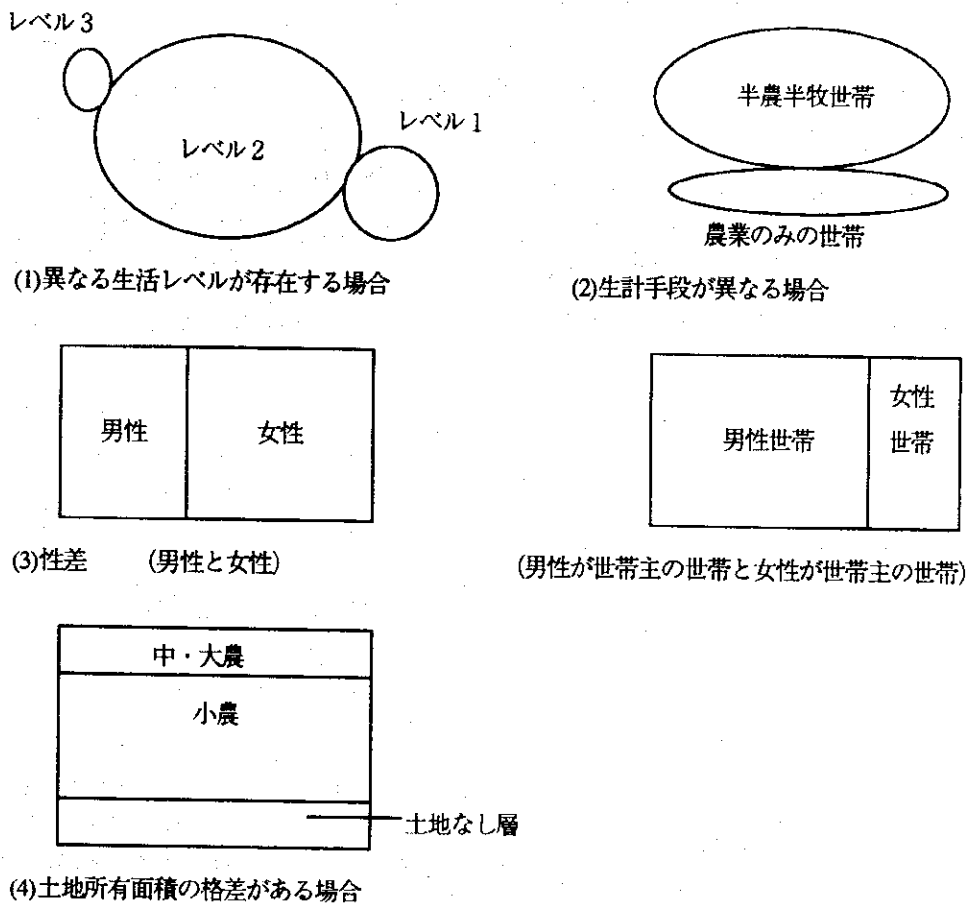 レベル3
レベル2
レベル1
半農半牧世帯
農業のみの世帯
(1)異なる生活レベルが存在する場合
(2)生計手段が異なる場合
男性
女性
男性世帯
女性
世帯
(3)性差 (男性と女性)
(男性が世帯主の世帯と女性が世帯主の世帯)
中・大農
小農
土地なし層
(4)土地所有面積の格差がある場合